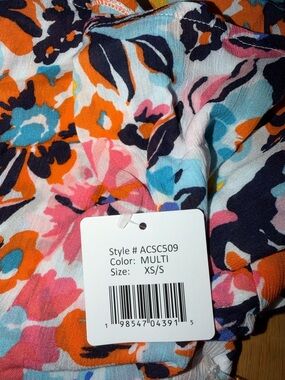 Style # ACSC509
Color: MULTI
Size: XS/S
1 98547 04391 5